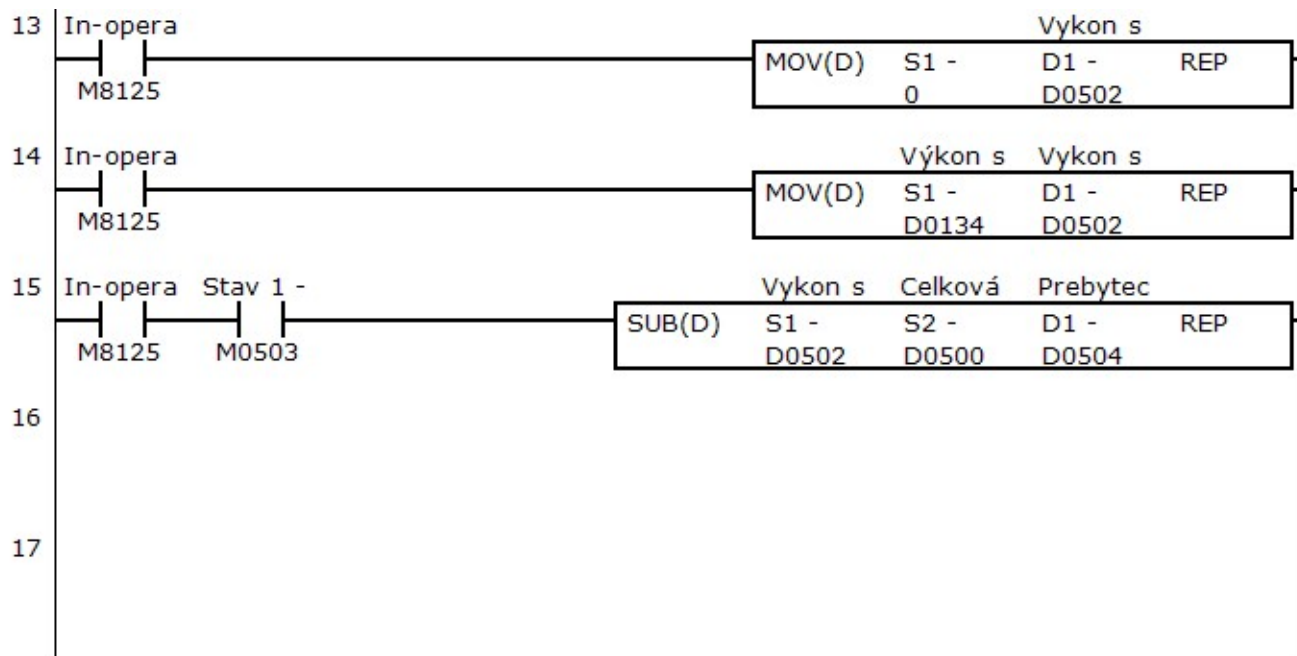 13 In-opera Vykon s
MOV(D) S1 - D1 - REP
M8125 0 D0502
14 In-opera Výkon s Vykon s
MOV(D) S1 - D1 - REP
M8125 D0134 D0502
15 In-opera Stav 1 - Vykon s Celková Prebytec
SUB(D) S1 - S2 - D1 - REP
M8125 M0503 D0502 D0500 D0504
16
17